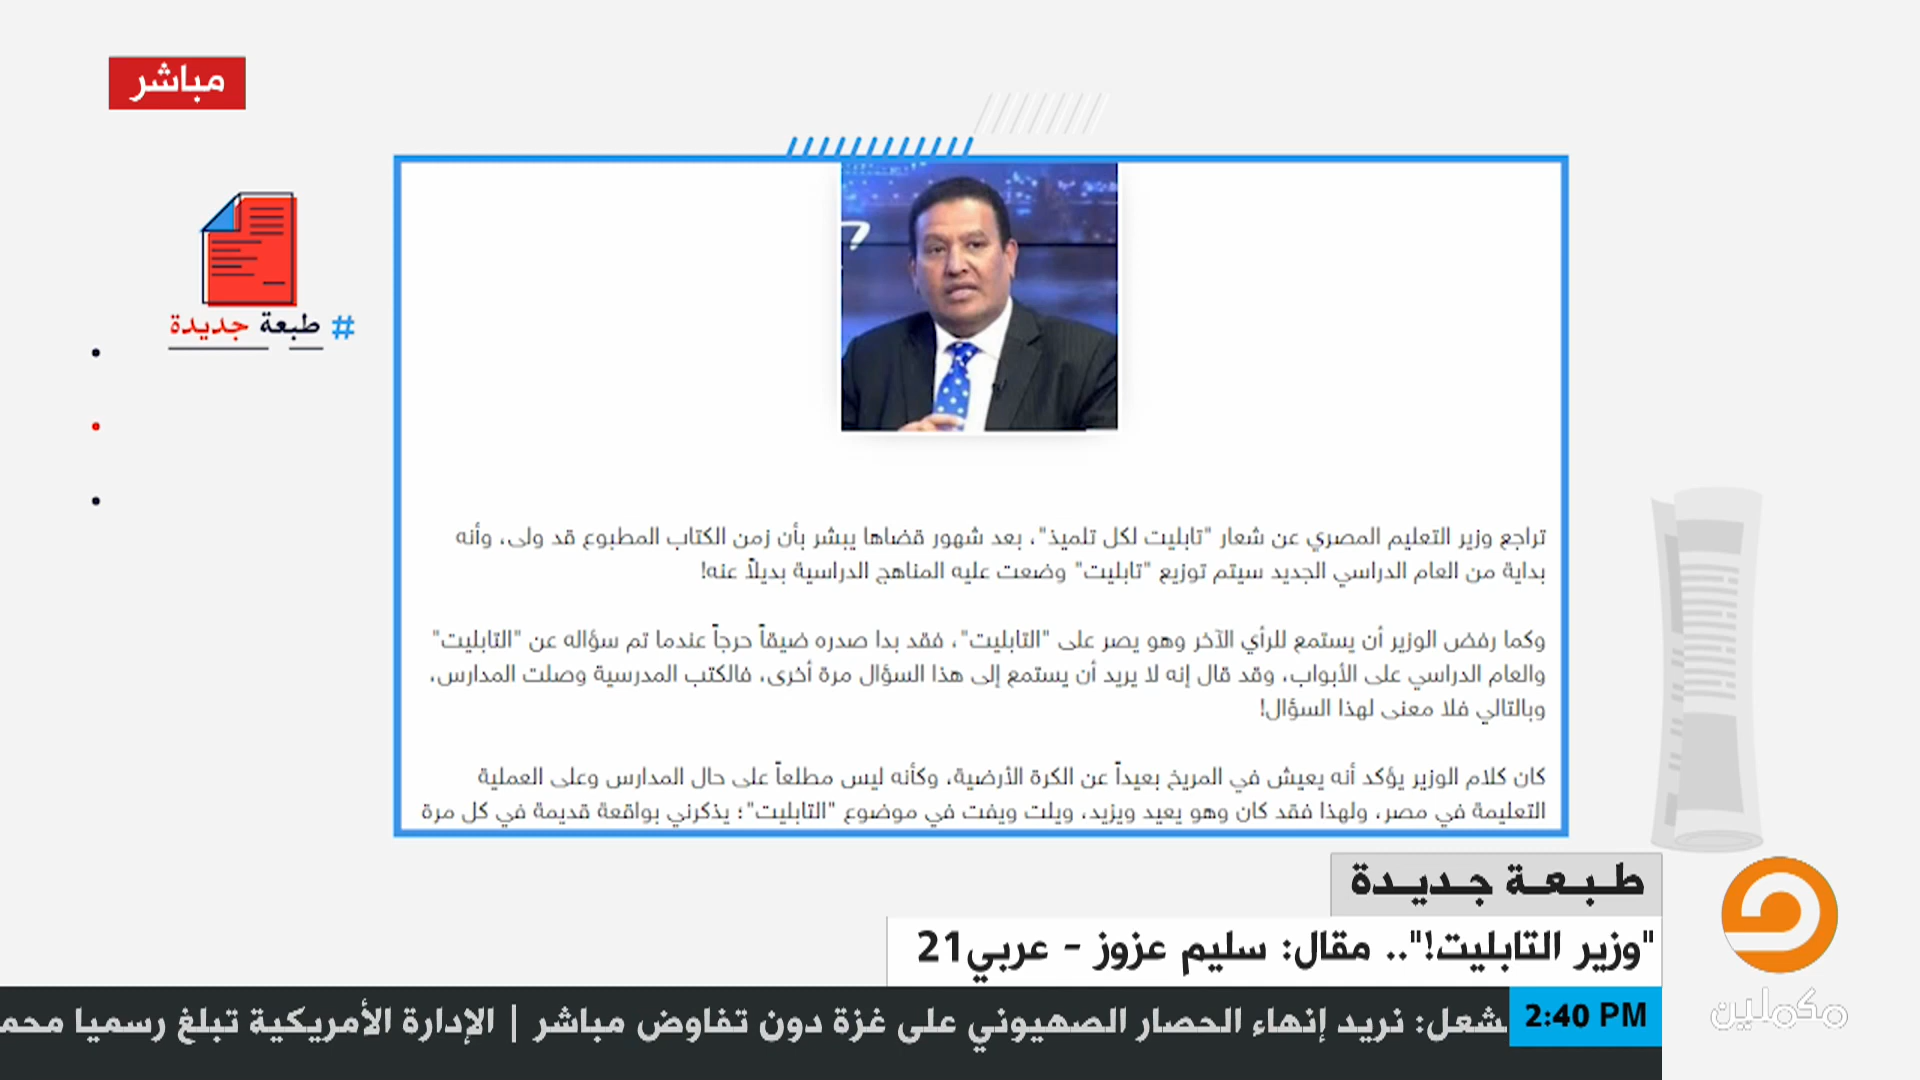 مباشر
# طبعة جديدة
تراجع وزير التعليم المصري عن شعار "تابليت لكل تلميذ"، بعد شهور قضاها يبشر بأن زمن الكتاب المطبوع قد ولى، وأنه
بداية من العام الدراسي الجديد سيتم توزيع "تابليت" وضعت عليه المناهج الدراسية بديلاً عنه!
وكما رفض الوزير أن يستمع للرأي الآخر وهو يصر على "التابليت"، فقد بدا صدره ضيقاً حرجاً عندما تم سؤاله عن "التابليت"
والعام الدراسي على الأبواب، وقد قال إنه لا يريد أن يستمع إلى هذا السؤال مرة أخرى، فالكتب المدرسية وصلت المدارس،
وبالتالي فلا معنى لهذا السؤال!
كان كلام الوزير يؤكد أنه يعيش في المريخ بعيداً عن الكرة الأرضية، وكأنه ليس مطلعاً على حال المدارس وعلى العملية
التعليمة في مصر، ولهذا فقد كان وهو يعيد ويزيد، ويلت ويفت في موضوع "التابليت"؛ يذكرني بواقعة قديمة في كل مرة
طبعة جديدة
"وزير التابليت!".. مقال: سليم عزوز - عربي21
2:40 PM
شعل: نريد إنهاء الحصار الصهيوني على غزة دون تفاوض مباشر | الإدارة الأمريكية تبلغ رسميا محم
مكملين